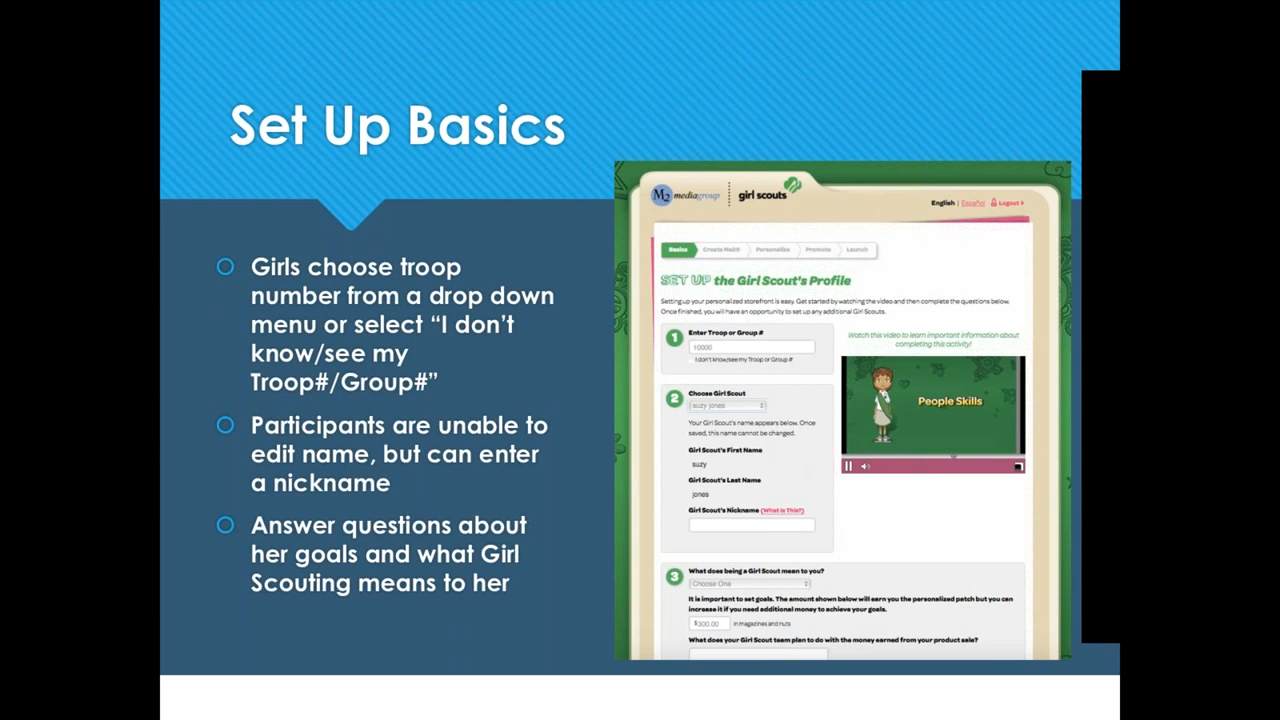 Set Up Basics
Girls choose troop
number from a drop down
menu or select “I don’t
know/see my
Troop#/Group#”
Participants are unable to
edit name, but can enter
a nickname
Answer questions about
her goals and what Girl
Scouting means to her
M2 mediagroup
girl scouts
English | Español Logout
Basics Create Me2! Personalize Promote Launch
SET UP the Girl Scout's Profile
Setting up your personalized storefront is easy. Get started by watching the video and then complete the questions below.
Once finished, you will have an opportunity to set up any additional Girl Scouts.
1 Enter Troop or Group #
10000
I don't know/see my Troop or Group #
Watch this video to learn important information about
completing this activity!
People Skills
2 Choose Girl Scout
suzy jones
Your Girl Scout's name appears below. Once
saved, this name cannot be changed.
Girl Scout's First Name
suzy
Girl Scout's Last Name
jones
Girl Scout's Nickname (What is This?)
3 What does being a Girl Scout mean to you?
Choose One
It is important to set goals. The amount shown below will earn you the personalized patch but you can
increase it if you need additional money to achieve your goals.
$300.00 in magazines and nuts
What does your Girl Scout team plan to do with the money earned from your product sale?